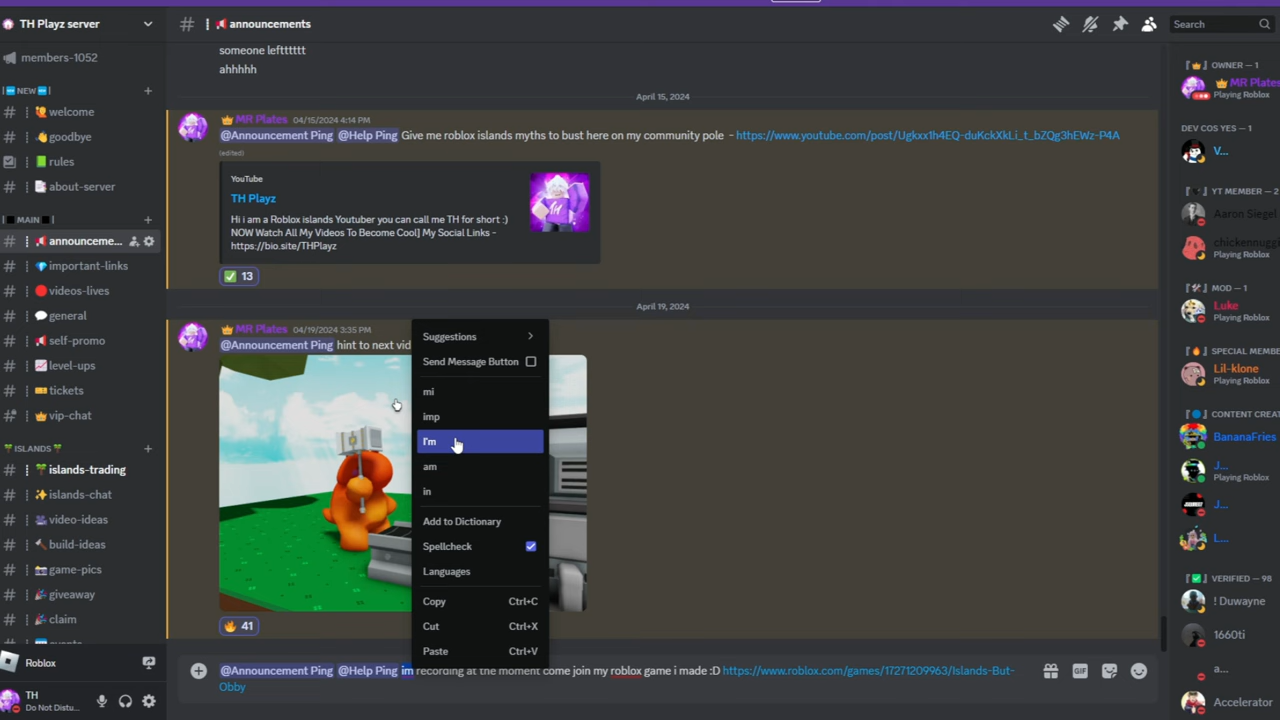 TH Playz server
members-1052
NEW
welcome
goodbye
rules
about-server
MAIN
announceme...
important-links
videos-lives
general
self-promo
level-ups
tickets
vip-chat
ISLANDS
islands-trading
islands-chat
video-ideas
build-ideas
game-pics
giveaway
claim
Roblox
TH
Do Not Distu...
announcements
Search
someone leftttttt
ahhhhh
April 15, 2024
MR Plates 04/15/2024 4:14 PM
@Announcement Ping @Help Ping Give me roblox islands myths to bust here on my community pole - https://www.youtube.com/post/Ugkxx1h4EQ-duKckXkLi_t_bZQg3hEWz-P4A
(edited)
YouTube
TH Playz
Hi i am a Roblox islands Youtuber you can call me TH for short :)
NOW Watch All My Videos To Become Cool] My Social Links -
https://bio.site/THPlayz
13
April 19, 2024
MR Plates 04/19/2024 3:35 PM
@Announcement Ping hint to next vid
41
Suggestions
Send Message Button
mi
imp
I'm
am
in
Add to Dictionary
Spellcheck
Languages
Copy Ctrl+C
Cut Ctrl+X
Paste Ctrl+V
@Announcement Ping @Help Ping im recording at the moment come join my roblox game i made :D https://www.roblox.com/games/17271209963/Islands-But-
Obby
GIF
OWNER — 1
MR Plates
Playing Roblox
DEV COS YES — 1
V...
YT MEMBER — 2
Aaron Siegel
chickennuggi
Playing Roblox
MOD — 1
Luke
Playing Roblox
SPECIAL MEMBE
Lil-klone
Playing Roblox
CONTENT CREAT
BananaFries
J...
Playing Roblox
J...
L...
VERIFIED — 98
! Duwayne
1660ti
a...
Accelerator